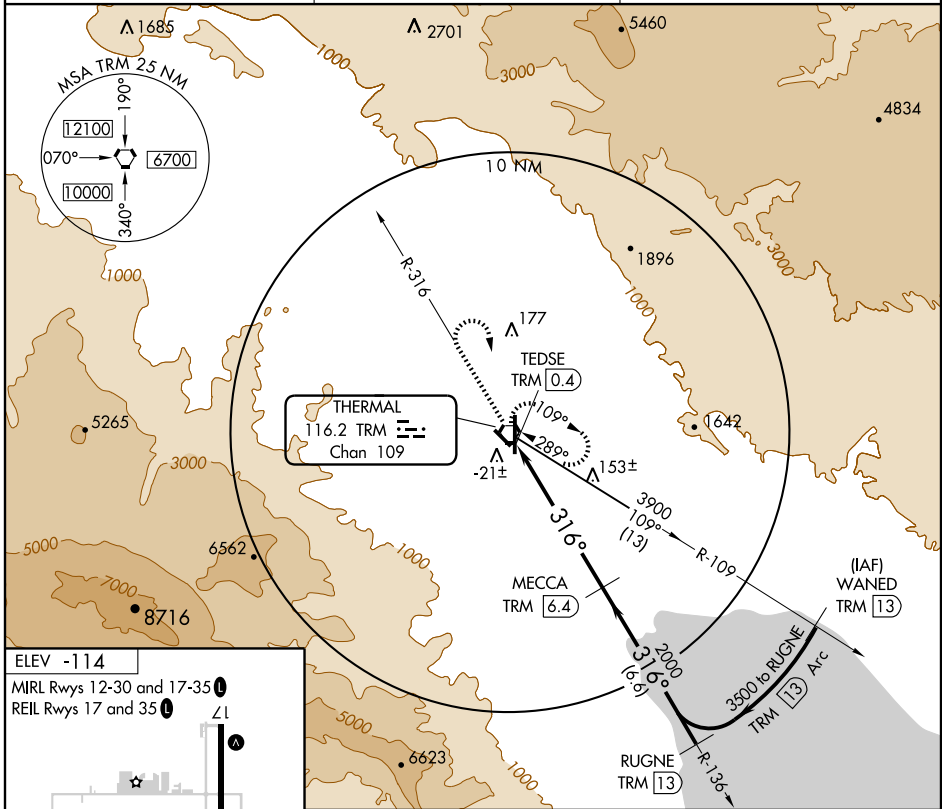 1685
2701
5460
1000
3000
4834
MSA TRM 25 NM
190°
12100
070°
6700
10000
340°
10 NM
1000
1896
3000
1000
R-316
177
TEDSE
TRM 0.4
THERMAL
116.2 TRM
Chan 109
109°
289°
1642
5265
-21±
153±
3000
3900
109°
(13)
R-109
316°
5000
6562
1000
(IAF)
WANED
TRM 13
MECCA
TRM 6.4
7000
8716
316°
2000
(6.6)
3500 to RUGNE
TRM 13 Arc
ELEV -114
MIRL Rwys 12-30 and 17-35 L
REIL Rwys 17 and 35 L
17
A
5000
6623
1000
RUGNE
TRM 13
R-136